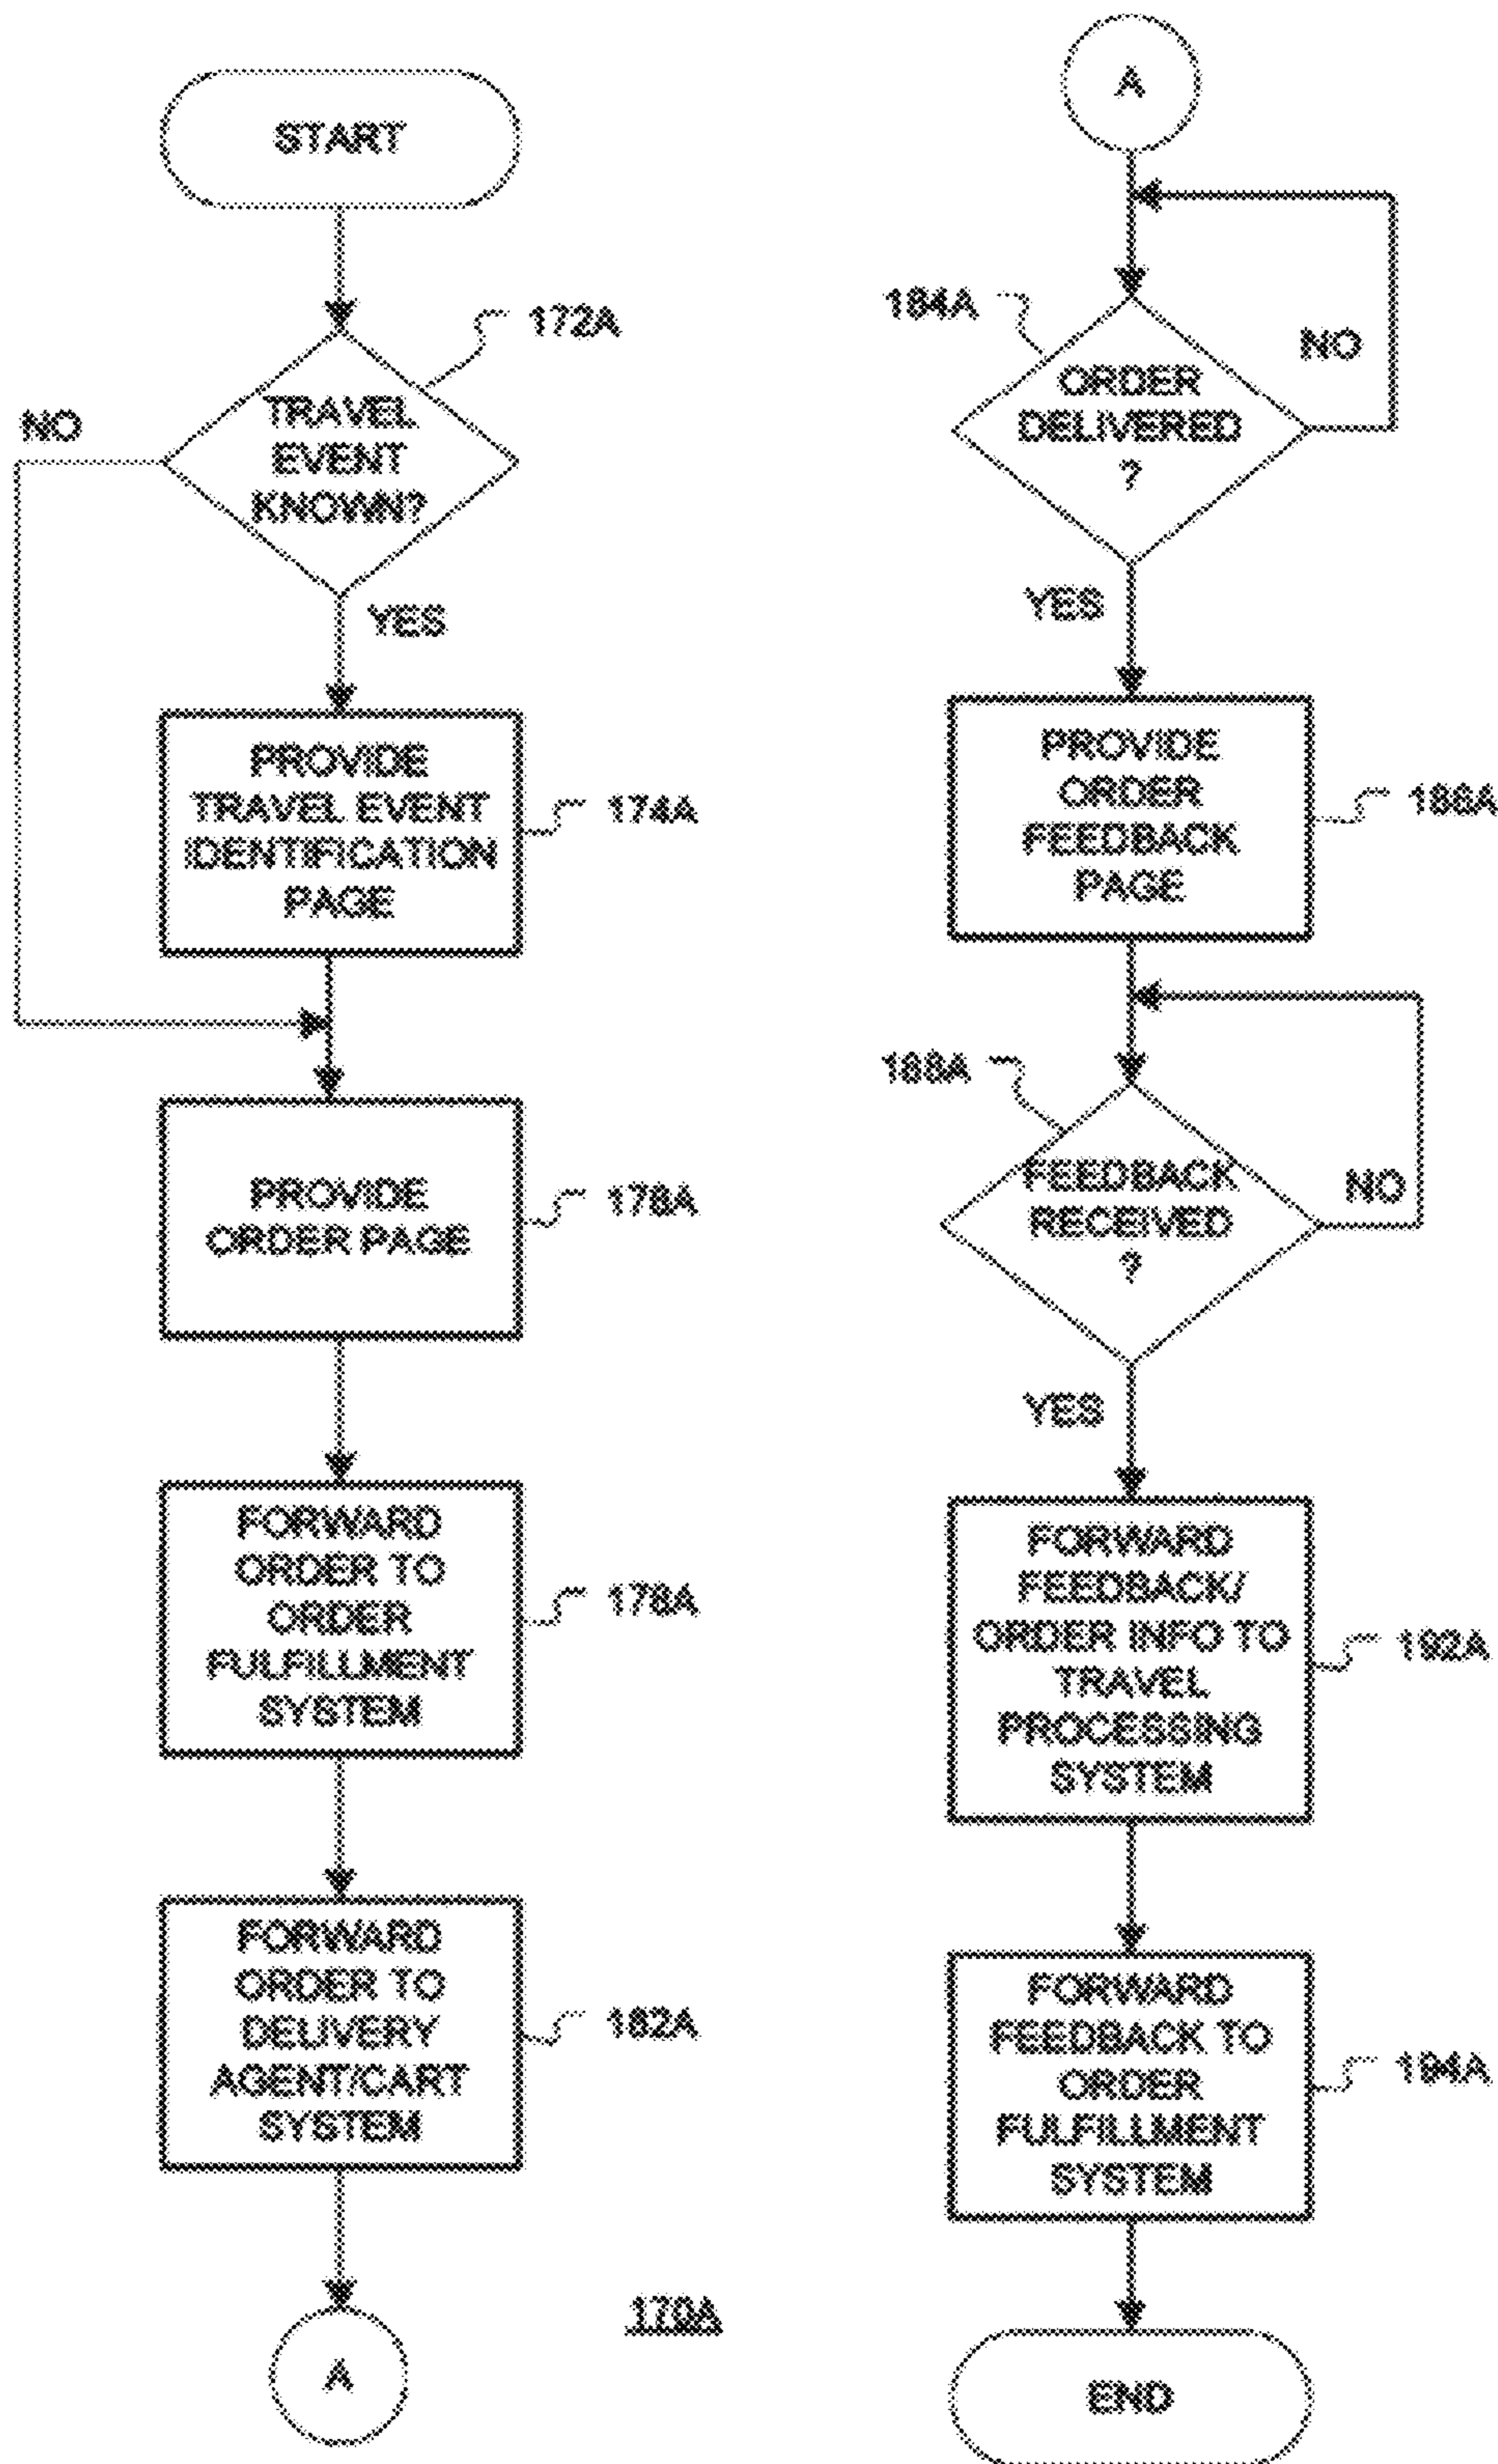 START
172A
NO
TRAVEL
EVENT
KNOWN?
YES
PROVIDE
TRAVEL EVENT
IDENTIFICATION
PAGE
174A
PROVIDE
ORDER PAGE
FORWARD
ORDER TO
ORDER
FULFILLMENT
SYSTEM
178A
FORWARD
ORDER TO
DELIVERY
AGENT/CART
SYSTEM
182A
A
170A
A
184A
ORDER
DELIVERED
?
NO
YES
PROVIDE
ORDER
FEEDBACK
PAGE
188A
FEEDBACK
RECEIVED
?
NO
YES
FORWARD
FEEDBACK/
ORDER INFO TO
TRAVEL
PROCESSING
SYSTEM
192A
FORWARD
FEEDBACK TO
ORDER
FULFILLMENT
SYSTEM
194A
END